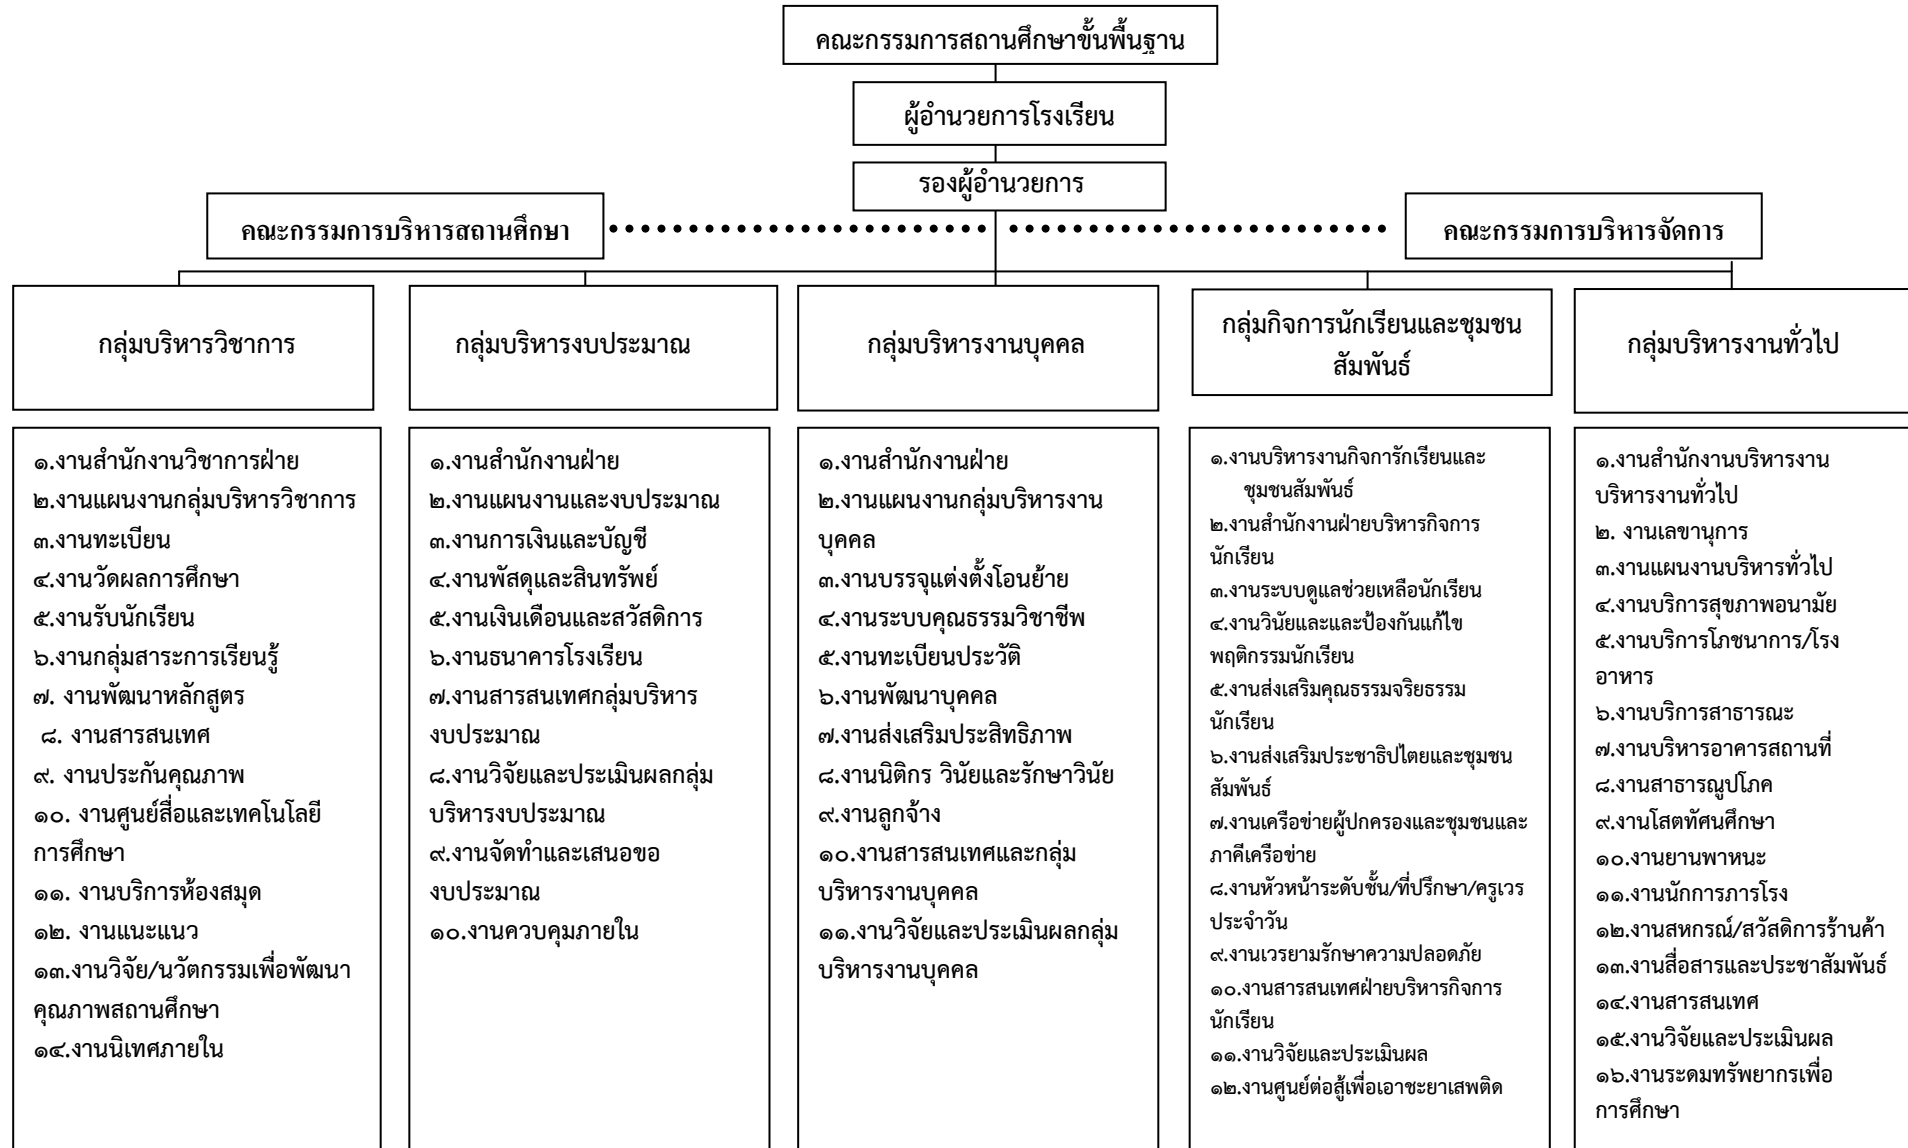 คณะกรรมการสถานศึกษาขั้นพื้นฐาน
ผู้อำนวยการโรงเรียน
รองผู้อำนวยการ
คณะกรรมการบริหารสถานศึกษา
คณะกรรมการบริหารจัดการ
กลุ่มบริหารวิชาการ
กลุ่มบริหารงบประมาณ
กลุ่มบริหารงานบุคคล
กลุ่มกิจการนักเรียนและชุมชน
สัมพันธ์
กลุ่มบริหารงานทั่วไป
๑.งานสำนักงานวิชาการฝ่าย
๒.งานแผนงานกลุ่มบริหารวิชาการ
๓.งานทะเบียน
๔.งานวัดผลการศึกษา
๕.งานรับนักเรียน
๖.งานกลุ่มสาระการเรียนรู้
๗. งานพัฒนาหลักสูตร
๘. งานสารสนเทศ
๙. งานประกันคุณภาพ
๑๐. งานศูนย์สื่อและเทคโนโลยี
การศึกษา
๑๑. งานบริการห้องสมุด
๑๒. งานแนะแนว
๑๓.งานวิจัย/นวัตกรรมเพื่อพัฒนา
คุณภาพสถานศึกษา
๑๔.งานนิเทศภายใน
๑.งานสำนักงานฝ่าย
๒.งานแผนงานและงบประมาณ
๓.งานการเงินและบัญชี
๔.งานพัสดุและสินทรัพย์
๕.งานเงินเดือนและสวัสดิการ
๖.งานธนาคารโรงเรียน
๗.งานสารสนเทศกลุ่มบริหาร
งบประมาณ
๘.งานวิจัยและประเมินผลกลุ่ม
บริหารงบประมาณ
๙.งานจัดทำและเสนอขอ
งบประมาณ
๑๐.งานควบคุมภายใน
๑.งานสำนักงานฝ่าย
๒.งานแผนงานกลุ่มบริหารงาน
บุคคล
๓.งานบรรจุแต่งตั้งโอนย้าย
๔.งานระบบคุณธรรมวิชาชีพ
๕.งานทะเบียนประวัติ
๖.งานพัฒนาบุคคล
๗.งานส่งเสริมประสิทธิภาพ
๘.งานนิติกร วินัยและรักษาวินัย
๙.งานลูกจ้าง
๑๐.งานสารสนเทศและกลุ่ม
บริหารงานบุคคล
๑๑.งานวิจัยและประเมินผลกลุ่ม
บริหารงานบุคคล
๑.งานบริหารงานกิจการักเรียนและ
ชุมชนสัมพันธ์
๒.งานสำนักงานฝ่ายบริหารกิจการ
นักเรียน
๓.งานระบบดูแลช่วยเหลือนักเรียน
๔.งานวินัยและและป้องกันแก้ไข
พฤติกรรมนักเรียน
๕.งานส่งเสริมคุณธรรมจริยธรรม
นักเรียน
๖.งานส่งเสริมประชาธิปไตยและชุมชน
สัมพันธ์
๗.งานเครือข่ายผู้ปกครองและชุมชนและ
ภาคีเครือข่าย
๘.งานหัวหน้าระดับชั้น/ที่ปรึกษา/ครูเวร
ประจำวัน
๙.งานเวรยามรักษาความปลอดภัย
๑๐.งานสารสนเทศฝ่ายบริหารกิจการ
นักเรียน
๑๑.งานวิจัยและประเมินผล
๑๒.งานศูนย์ต่อสู้เพื่อเอาชะยาเสพติด
๑.งานสำนักงานบริหารงาน
บริหารงานทั่วไป
๒. งานเลขานุการ
๓.งานแผนงานบริหารทั่วไป
๔.งานบริการสุขภาพอนามัย
๕.งานบริการโภชนาการ/โรง
อาหาร
๖.งานบริการสาธารณะ
๗.งานบริหารอาคารสถานที่
๘.งานสาธารณูปโภค
๙.งานโสตทัศนศึกษา
๑๐.งานยานพาหนะ
๑๑.งานนักการภารโรง
๑๒.งานสหกรณ์/สวัสดิการร้านค้า
๑๓.งานสื่อสารและประชาสัมพันธ์
๑๔.งานสารสนเทศ
๑๕.งานวิจัยและประเมินผล
๑๖.งานระดมทรัพยากรเพื่อ
การศึกษา